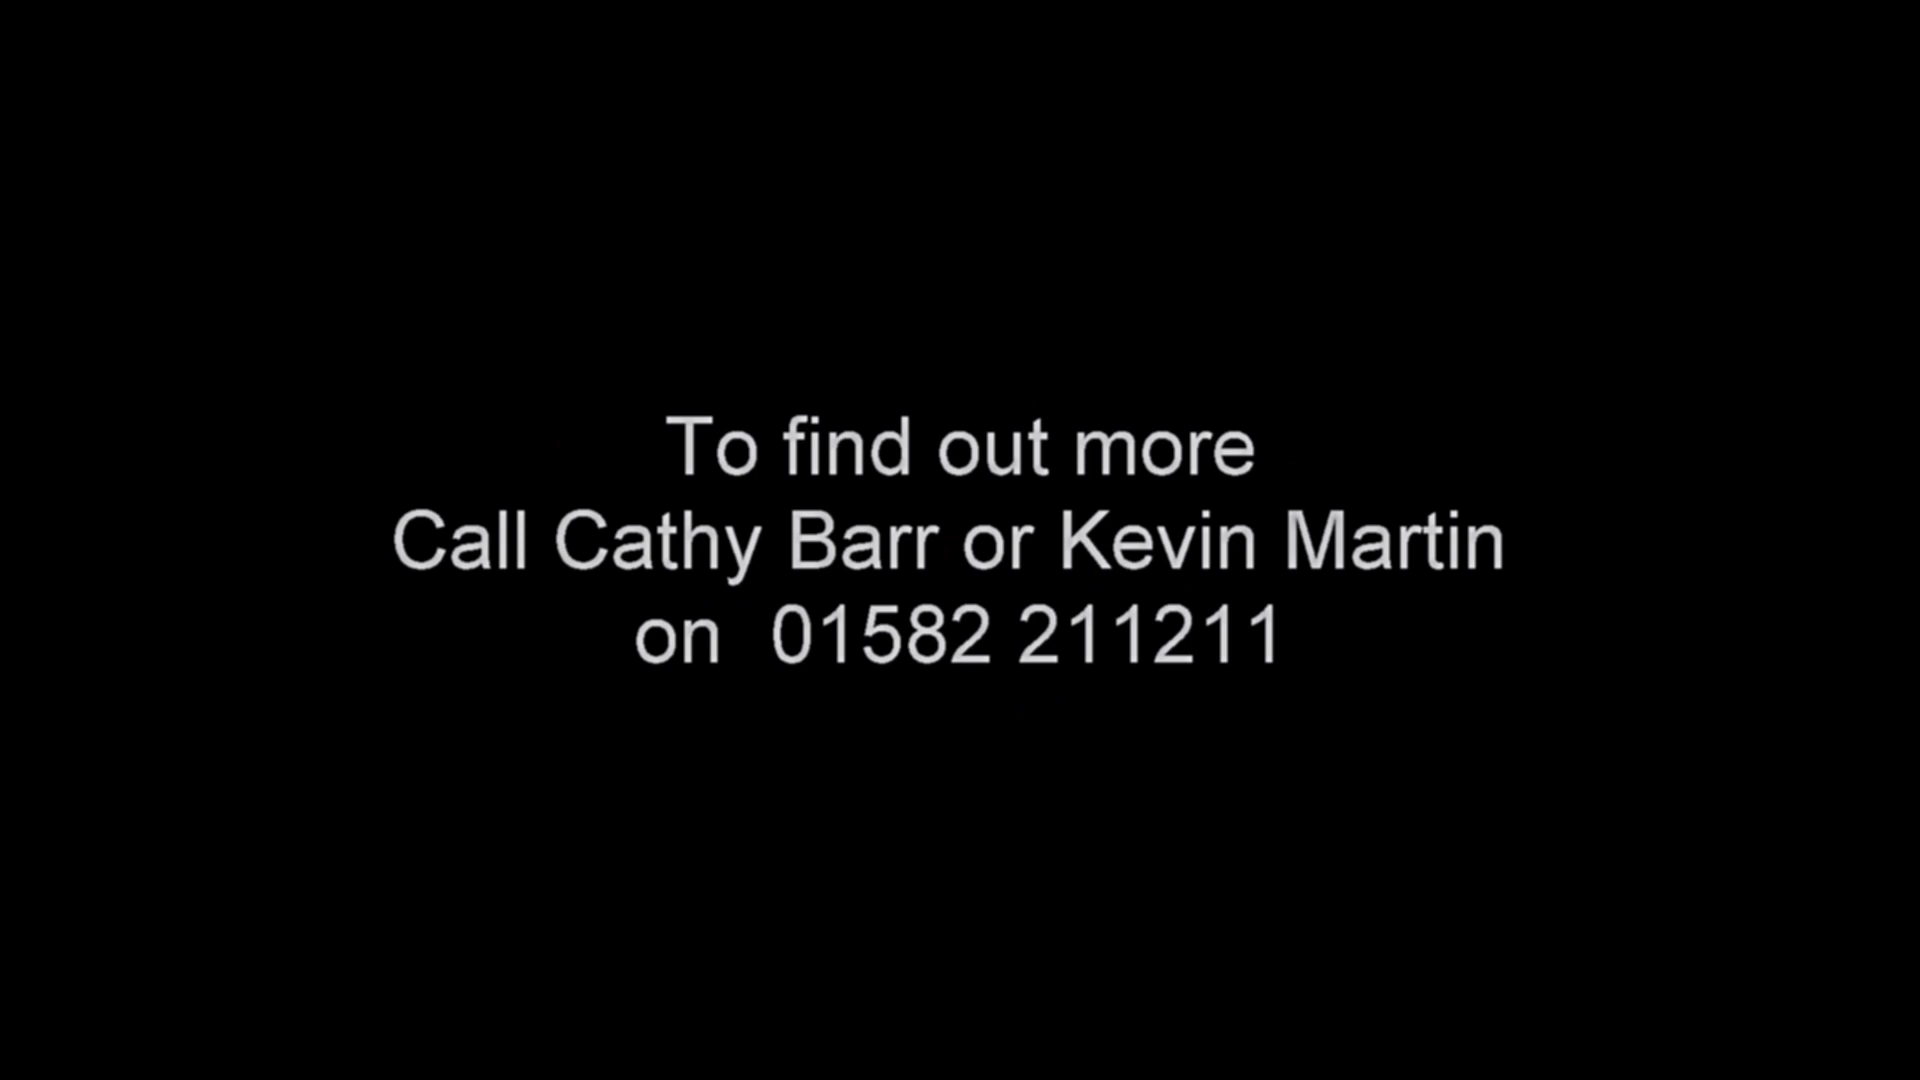 To find out more
Call Cathy Barr or Kevin Martin
on 01582 211211